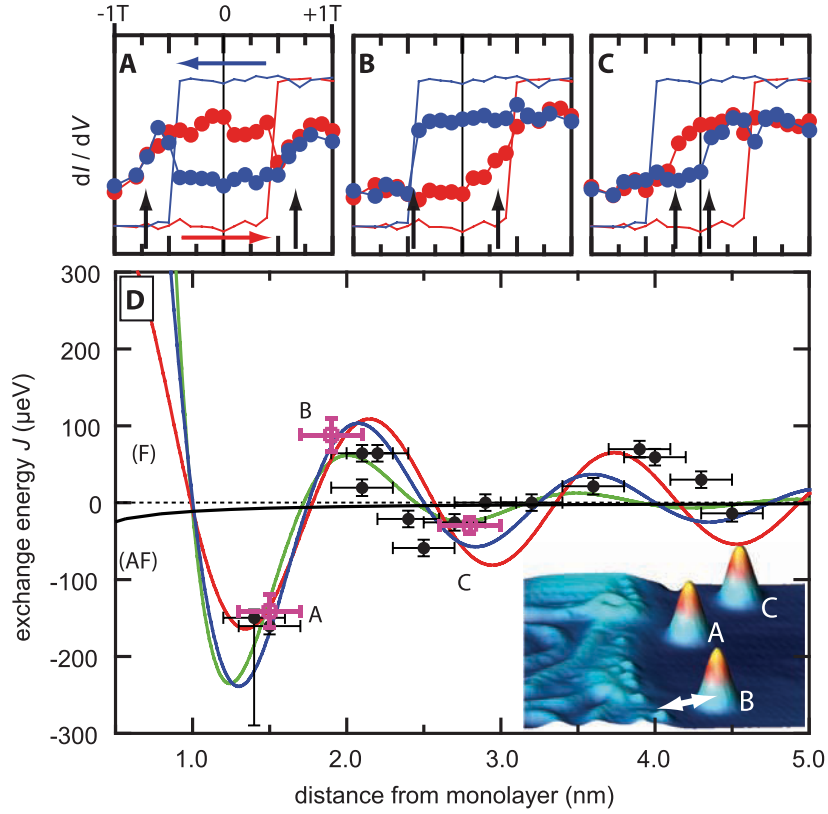 -1T 0 +1T
A B C
dI / dV
D
300
200
100
0
-100
-200
-300
exchange energy J (µeV)
(F)
(AF)
B
A
C
C
A
B
1.0 2.0 3.0 4.0 5.0
distance from monolayer (nm)